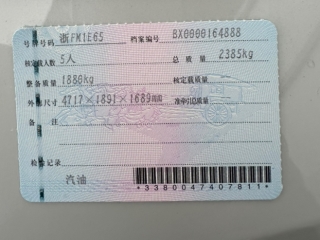 号牌号码 浙FM1E65 档案编号 BX0000164888
核定载人数 5人 总质量 2385kg
整备质量 1880kg 核定载质量
外廓尺寸 4717×1891×1689mm 准牵引总质量
备注
检验记录
汽油
*3380047407811*